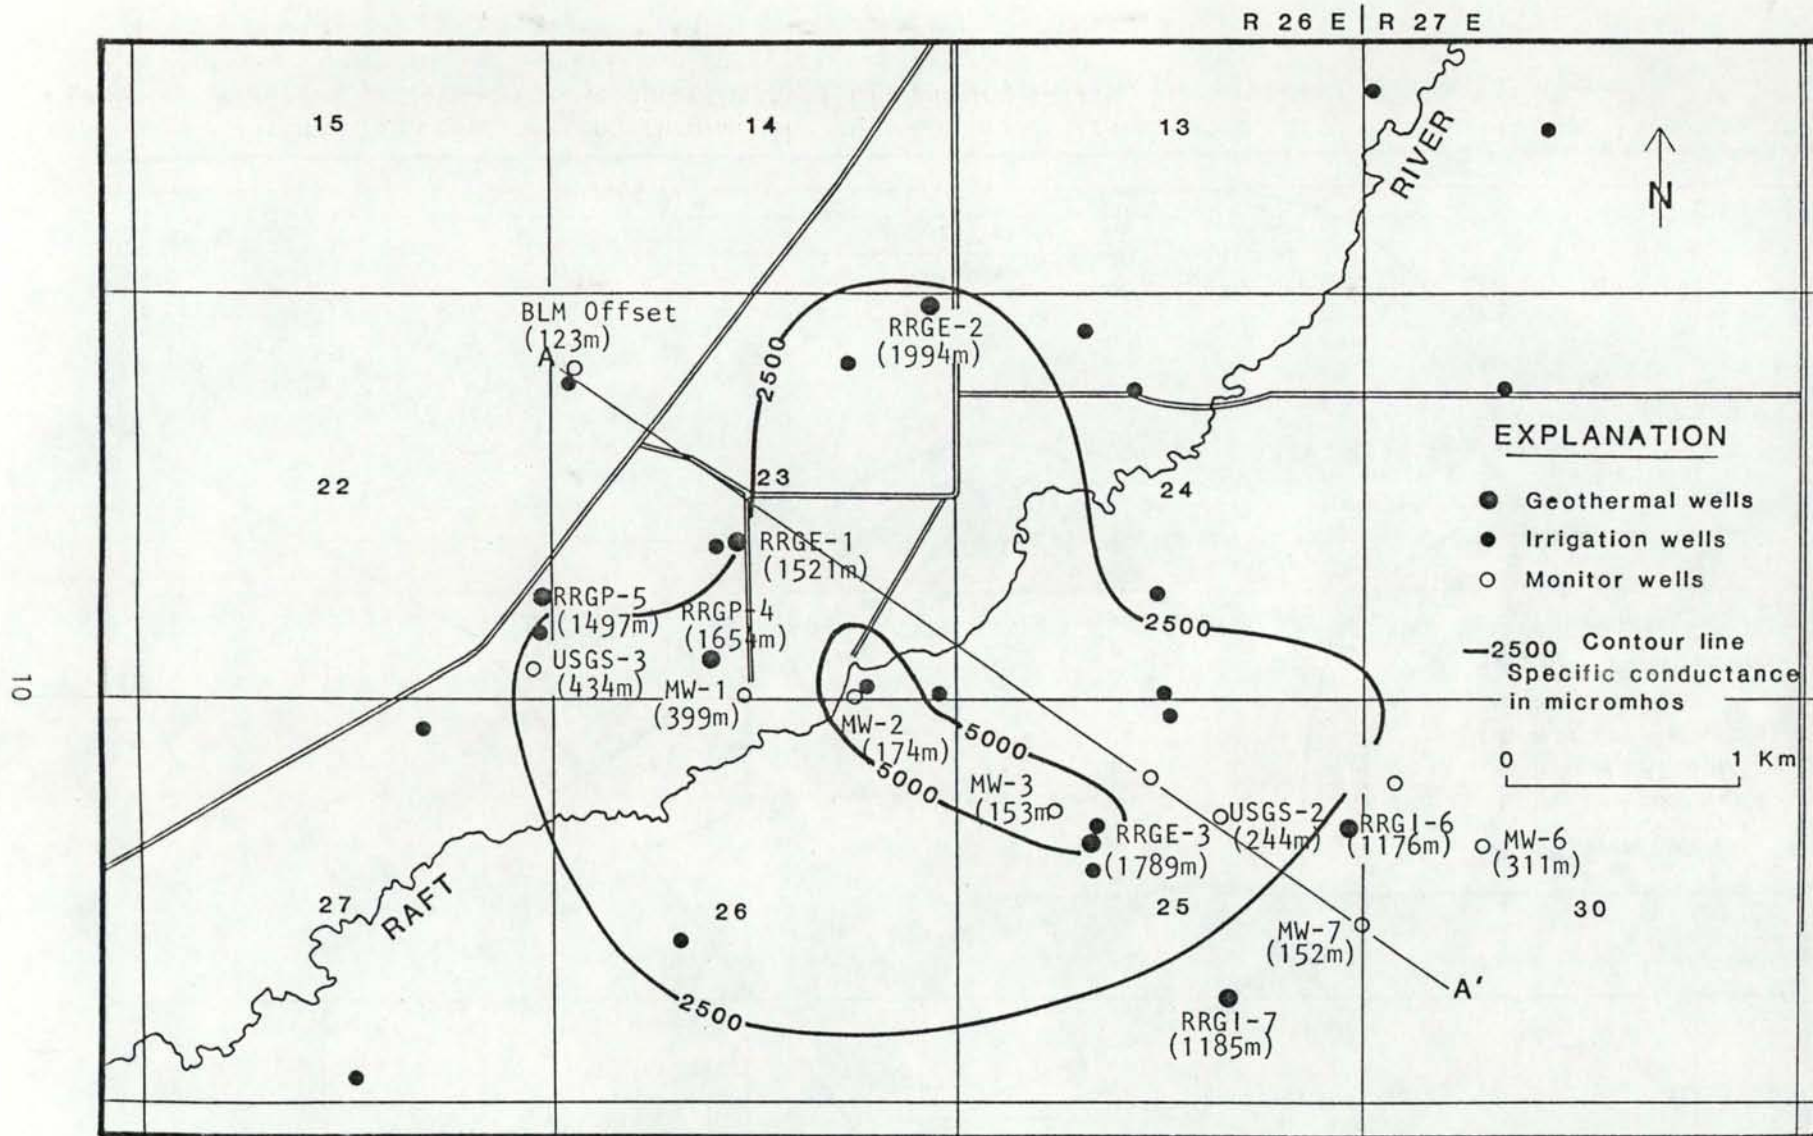 R 26 E R 27 E
15
14
13
RIVER
N
BLM Offset
(123m)
A
RRGE-2
(1994m)
2500
EXPLANATION
22
23
24
Geothermal wells
RRGE-1
(1521m)
Irrigation wells
Monitor wells
RRGP-5
(1497m)
RRGP-4
(1654m)
2500
2500 Contour line
Specific conductance
in micromhos
USGS-3
(434m)
MW-1
(399m)
MW-2
(174m)
5000
5000
0 1 Km
MW-3
(153m
USGS-2
(244m)
RRGI-6
(1176m)
RRGE-3
(1789m)
MW-6
(311m)
27
RAFT
26
25
30
MW-7
(152m)
A'
2500
RRGI-7
(1185m)
10